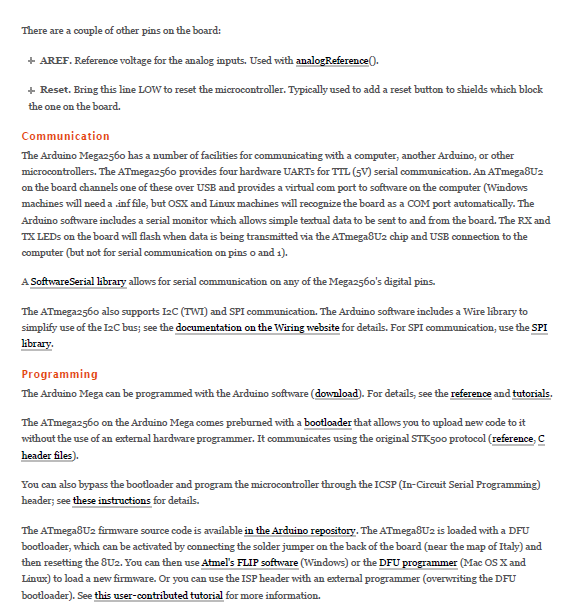 There are a couple of other pins on the board:
+ AREF. Reference voltage for the analog inputs. Used with analogReference().
+ Reset. Bring this line LOW to reset the microcontroller. Typically used to add a reset button to shields which block
the one on the board.
Communication
The Arduino Mega2560 has a number of facilities for communicating with a computer, another Arduino, or other
microcontrollers. The ATmega2560 provides four hardware UARTs for TTL (5V) serial communication. An ATmega8U2
on the board channels one of these over USB and provides a virtual com port to software on the computer (Windows
machines will need a .inf file, but OSX and Linux machines will recognize the board as a COM port automatically. The
Arduino software includes a serial monitor which allows simple textual data to be sent to and from the board. The RX and
TX LEDs on the board will flash when data is being transmitted via the ATmega8U2 chip and USB connection to the
computer (but not for serial communication on pins 0 and 1).
A SoftwareSerial library allows for serial communication on any of the Mega2560's digital pins.
The ATmega2560 also supports I2C (TWI) and SPI communication. The Arduino software includes a Wire library to
simplify use of the I2C bus; see the documentation on the Wiring website for details. For SPI communication, use the SPI
library.
Programming
The Arduino Mega can be programmed with the Arduino software (download). For details, see the reference and tutorials.
The ATmega2560 on the Arduino Mega comes preburned with a bootloader that allows you to upload new code to it
without the use of an external hardware programmer. It communicates using the original STK500 protocol (reference, C
header files).
You can also bypass the bootloader and program the microcontroller through the ICSP (In-Circuit Serial Programming)
header; see these instructions for details.
The ATmega8U2 firmware source code is available in the Arduino repository. The ATmega8U2 is loaded with a DFU
bootloader, which can be activated by connecting the solder jumper on the back of the board (near the map of Italy) and
then resetting the 8U2. You can then use Atmel's FLIP software (Windows) or the DFU programmer (Mac OS X and
Linux) to load a new firmware. Or you can use the ISP header with an external programmer (overwriting the DFU
bootloader). See this user-contributed tutorial for more information.